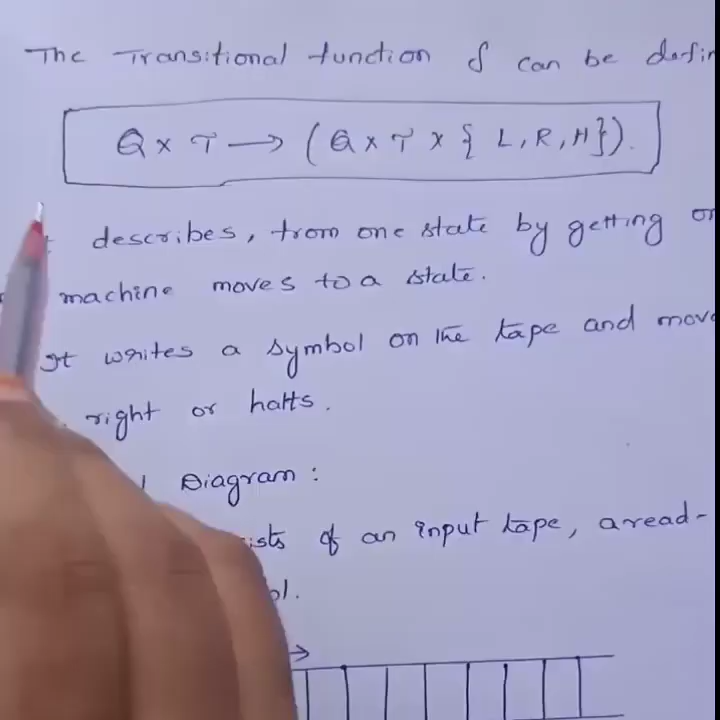 The Transitional function δ can be
Q × T → (Q × T × { L, R, H}).
describes, from one state by getting
machine moves to a state.
It writes a symbol on the tape and
right or halts.
Diagram:
of an input tape, a read-